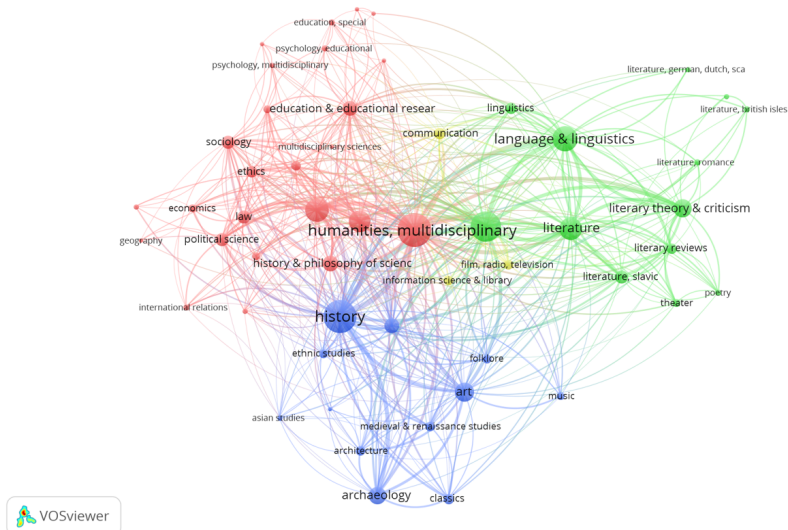 education, special
psychology, educational
psychology, multidisciplinary
literature, german, dutch, sca
education & educational resear
linguistics
literature, british isles
communication
language & linguistics
sociology
multidisciplinary sciences
literature, romance
ethics
economics
law
literary theory & criticism
humanities, multidisciplinary
literature
geography
political science
literary reviews
history & philosophy of scienc
film, radio, television
information science & library
literature, slavic
poetry
theater
international relations
history
ethnic studies
folklore
art
music
asian studies
medieval & renaissance studies
architecture
archaeology
classics
VOSviewer